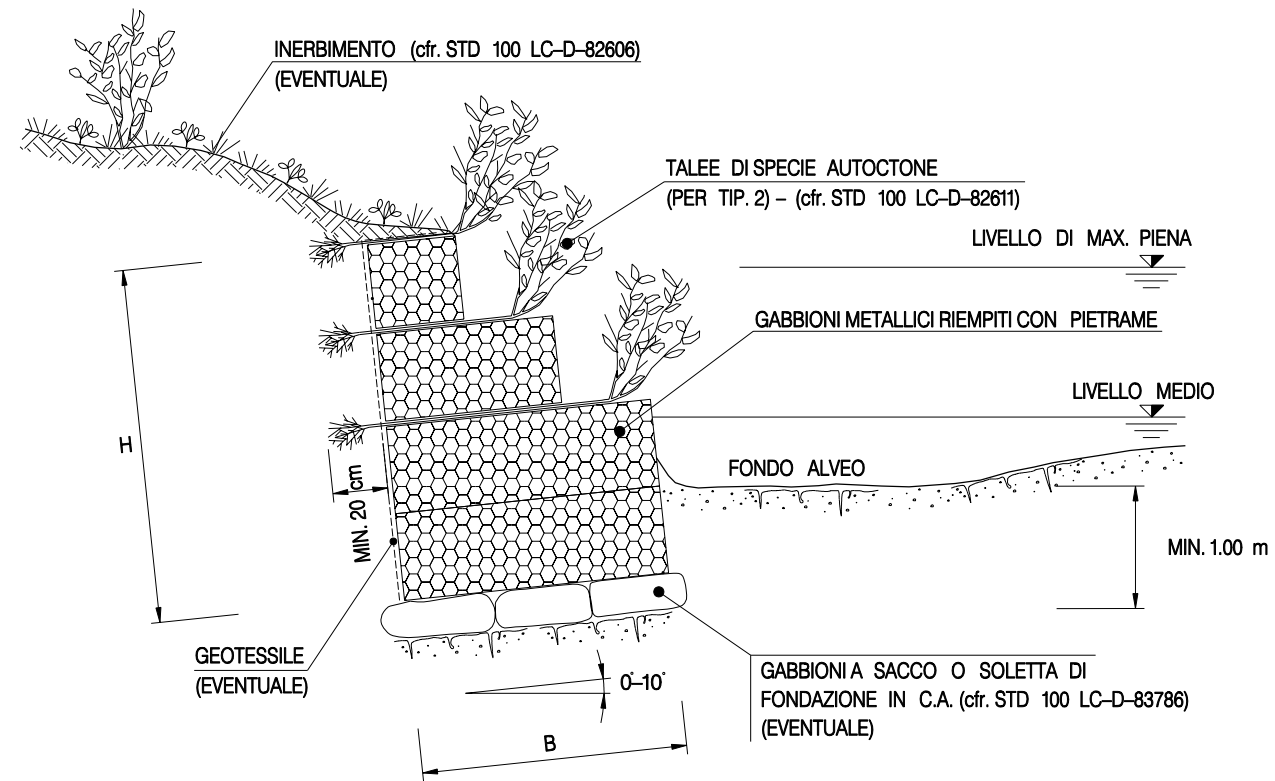 INERBIMENTO (cfr. STD 100 LC-D-82606)
(EVENTUALE)
TALEE DI SPECIE AUTOCTONE
(PER TIP. 2) - (cfr. STD 100 LC-D-82611)
LIVELLO DI MAX. PIENA
GABBIONI METALLICI RIEMPITI CON PIETRAME
LIVELLO MEDIO
H
FONDO ALVEO
MIN. 20 cm
MIN. 1.00 m
GEOTESSILE
(EVENTUALE)
0°-10°
GABBIONI A SACCO O SOLETTA DI
FONDAZIONE IN C.A. (cfr. STD 100 LC-D-83786)
(EVENTUALE)
B